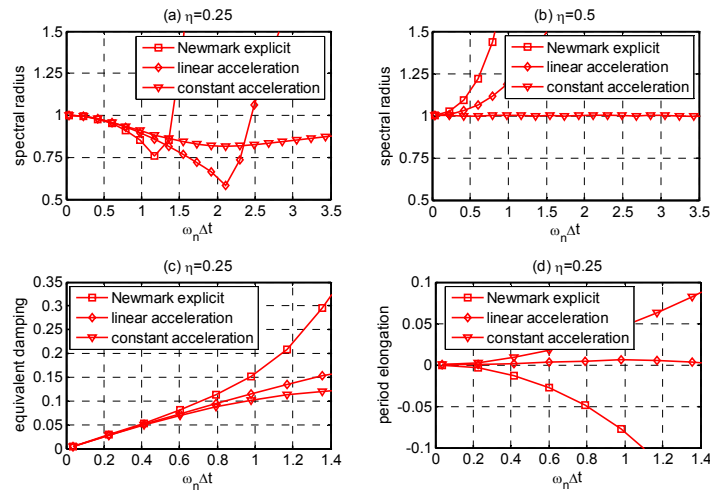 (a) η=0.25
1.5
1.25
1
0.75
0.5
spectral radius
Newmark explicit
linear acceleration
constant acceleration
0 0.5 1 1.5 2 2.5 3 3.5
ωnΔt
(b) η=0.5
1.5
1.25
1
0.75
0.5
spectral radius
Newmark explicit
linear acceleration
constant acceleration
0 0.5 1 1.5 2 2.5 3 3.5
ωnΔt
(c) η=0.25
0.35
0.3
0.25
0.2
0.15
0.1
0.05
0
equivalent damping
Newmark explicit
linear acceleration
constant acceleration
0 0.2 0.4 0.6 0.8 1 1.2 1.4
ωnΔt
(d) η=0.25
0.1
0.05
0
-0.05
-0.1
period elongation
Newmark explicit
linear acceleration
constant acceleration
0 0.2 0.4 0.6 0.8 1 1.2 1.4
ωnΔt